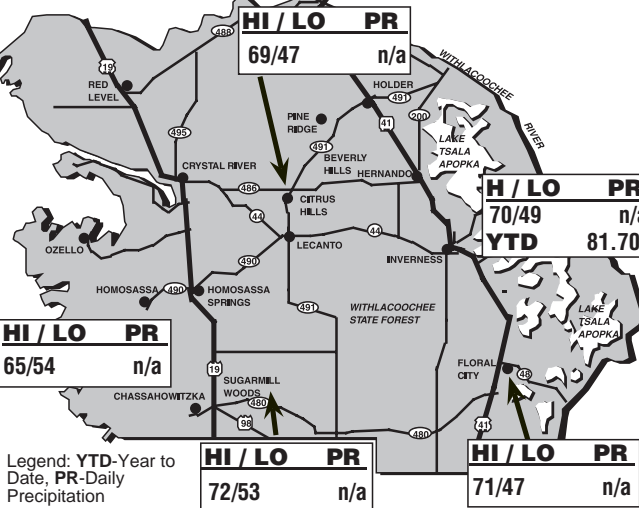 HI / LO PR
69/47 n/a
488
19
RED
LEVEL
WITHLACOOCHEE
RIVER
HOLDER
491
PINE
RIDGE
41
200
495
491
LAKE
TSALA
APOPKA
BEVERLY
HILLS
CRYSTAL RIVER
HERNANDO
486
CITRUS
HILLS
H / LO PR
70/49 n/a
YTD 81.70
44
44
LECANTO
OZELLO
INVERNESS
490
HOMOSASSA
490
HOMOSASSA
SPRINGS
491
WITHLACOOCHEE
STATE FOREST
LAKE
TSALA
APOPKA
HI / LO PR
65/54 n/a
19
FLORAL
CITY
48
SUGARMILL
WOODS
CHASSAHOWITZKA
480
98
480
41
HI / LO PR
72/53 n/a
HI / LO PR
71/47 n/a
Legend: YTD-Year to
Date, PR-Daily
Precipitation